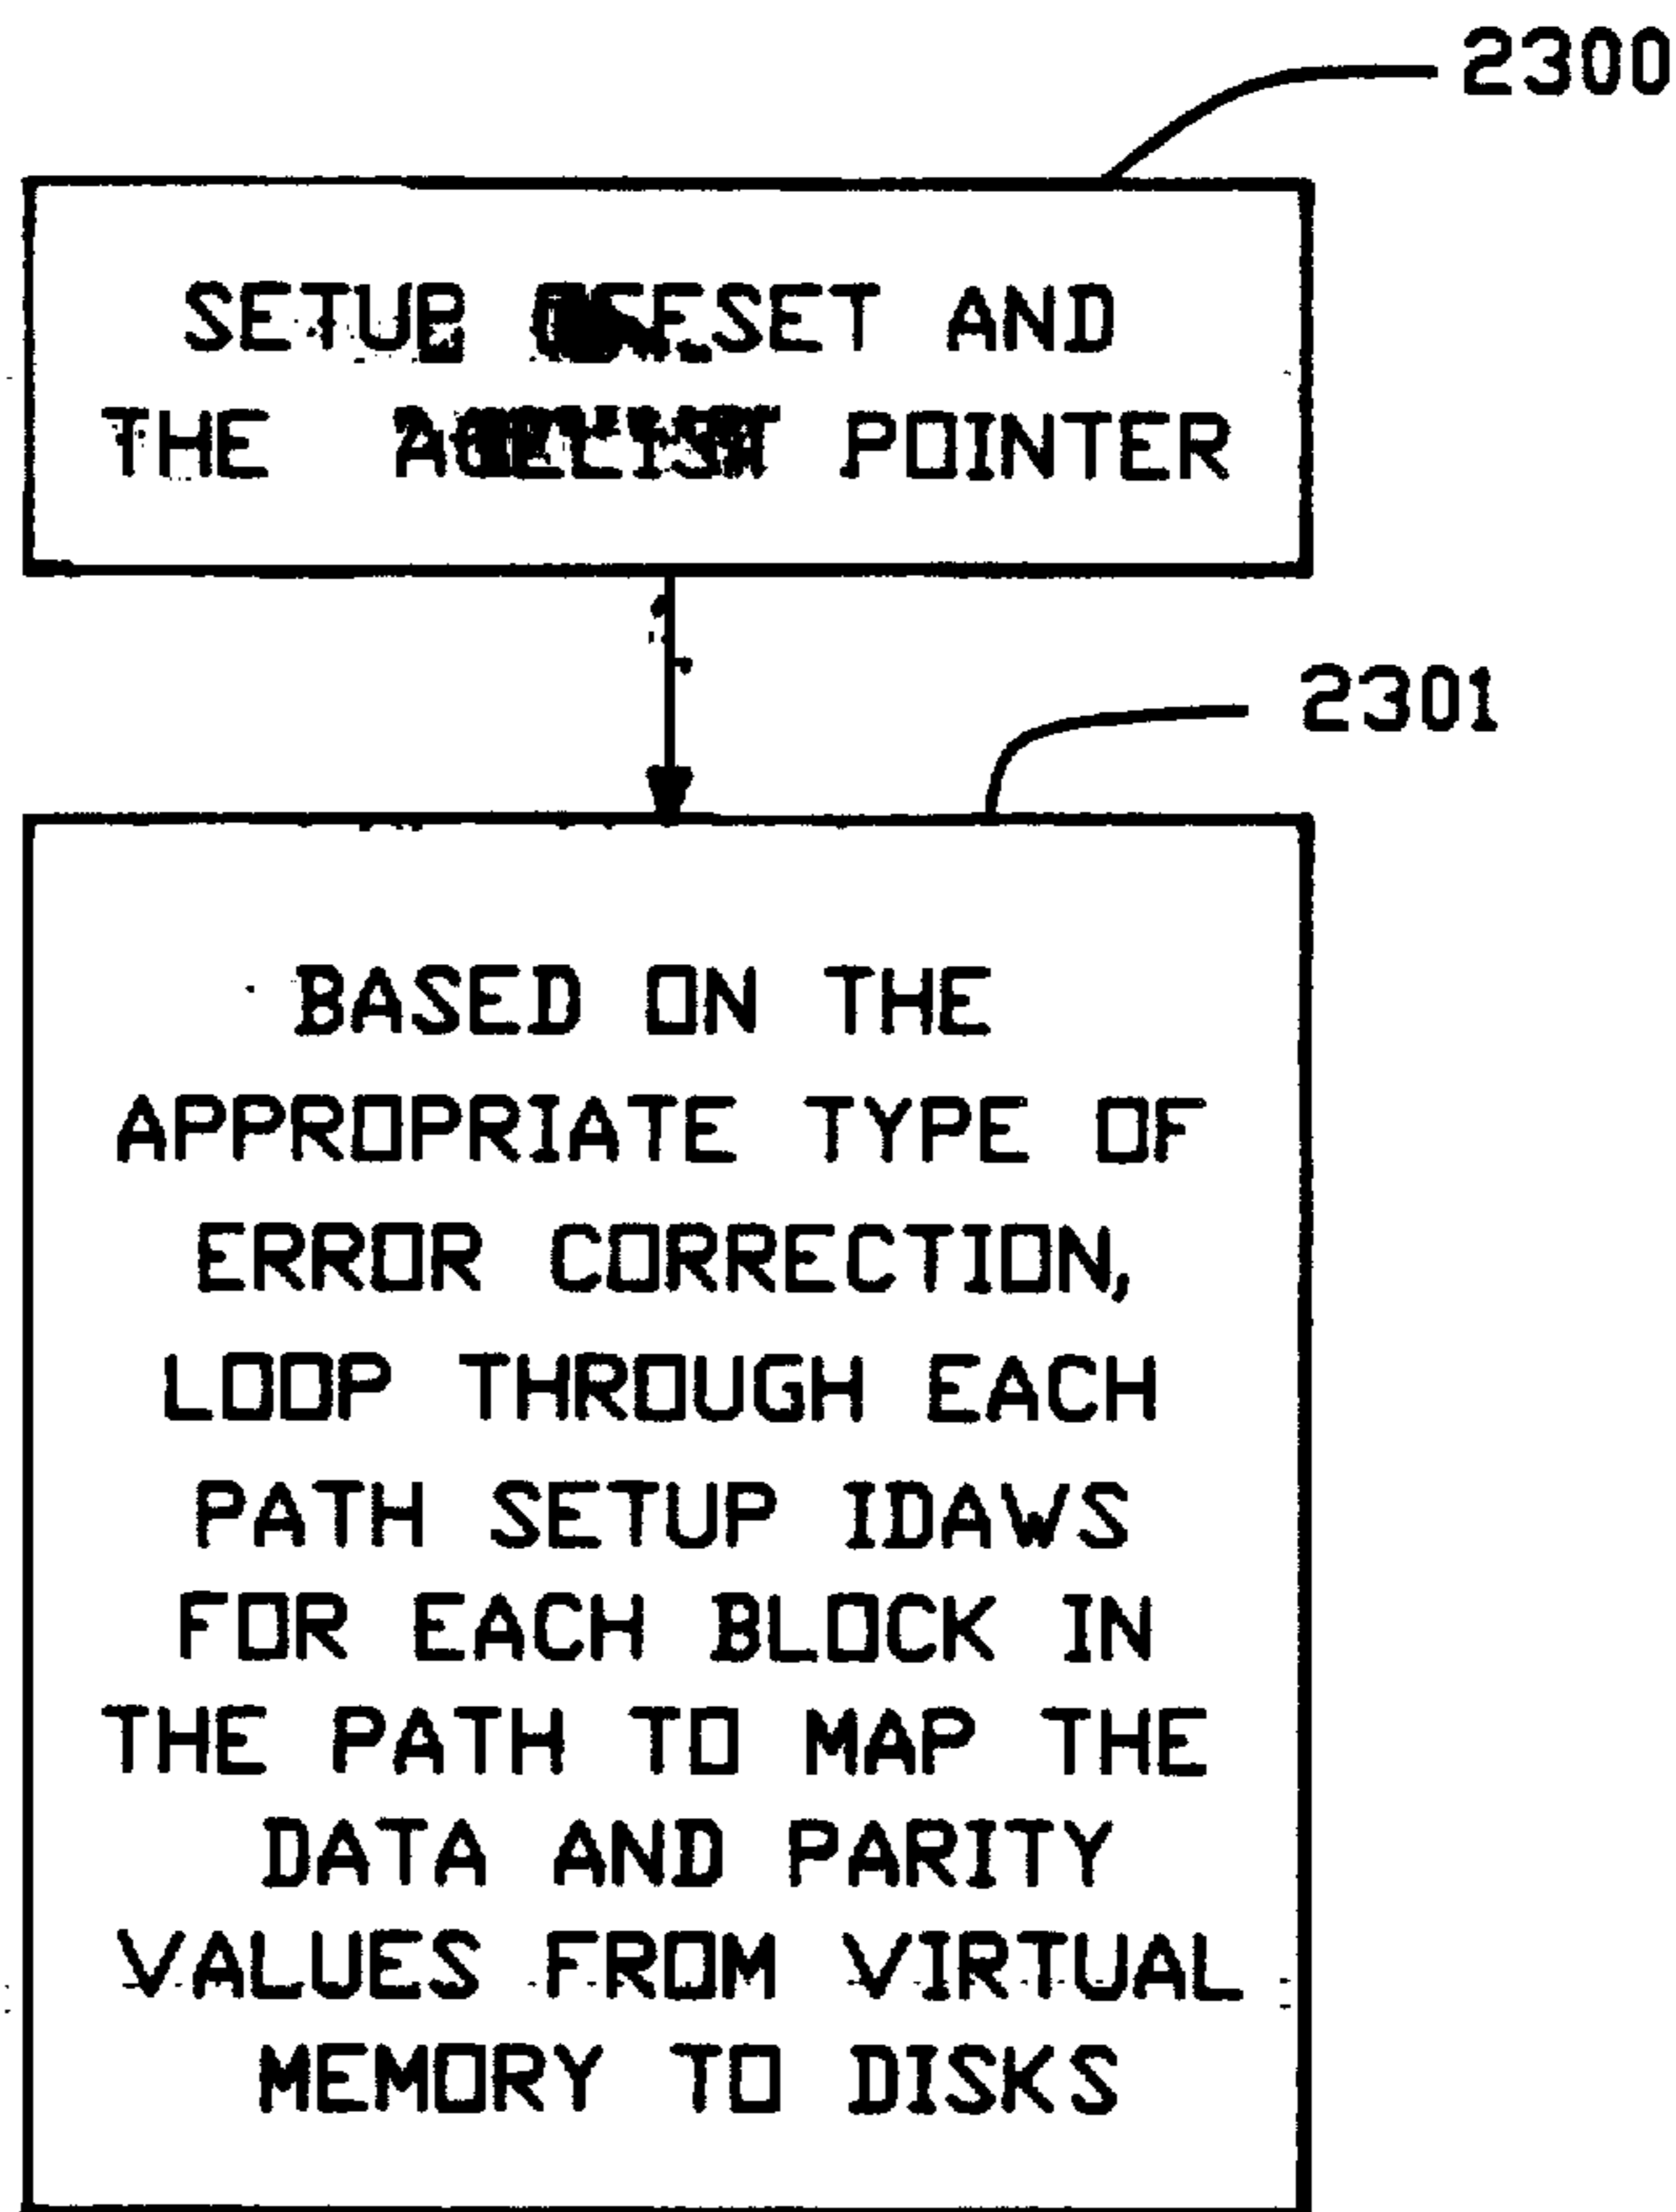 2300
SETUP OFFSET AND
THE POINTER
2301
BASED ON THE
APPROPRIATE TYPE OF
ERROR CORRECTION,
LOOP THROUGH EACH
PATH SETUP IDAWS
FOR EACH BLOCK IN
THE PATH TO MAP THE
DATA AND PARITY
VALUES FROM VIRTUAL
MEMORY TO DISKS